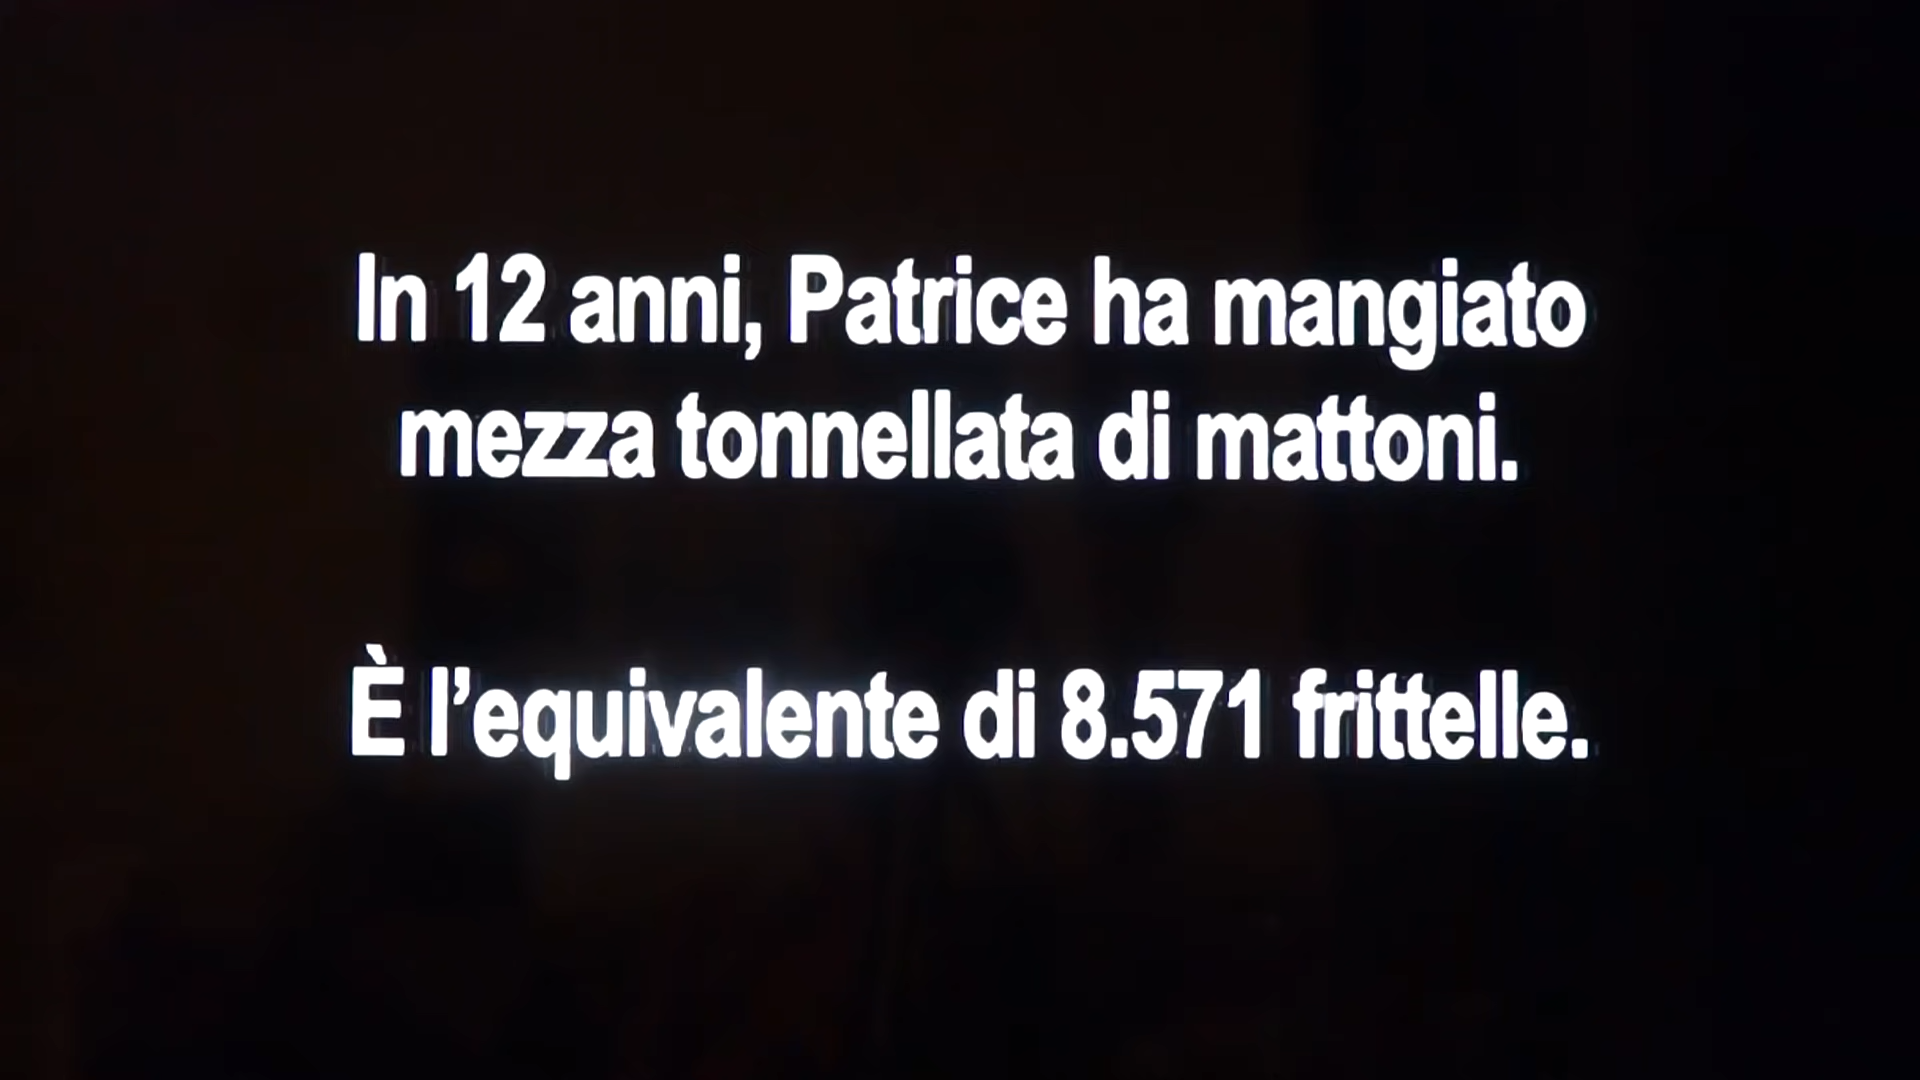 In 12 anni, Patrice ha mangiato
mezza tonnellata di mattoni.
È l’equivalente di 8.571 frittelle.